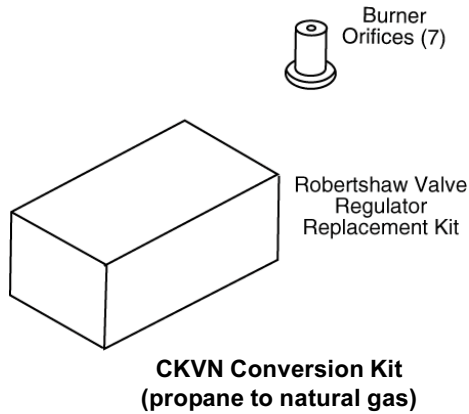 Burner
Orifices (7)
Robertshaw Valve
Regulator
Replacement Kit
CKVN Conversion Kit
(propane to natural gas)